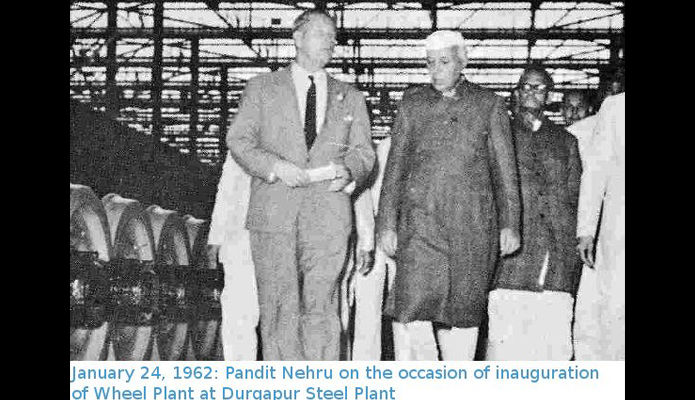 January 24, 1962: Pandit Nehru on the occasion of inauguration
of Wheel Plant at Durgapur Steel Plant